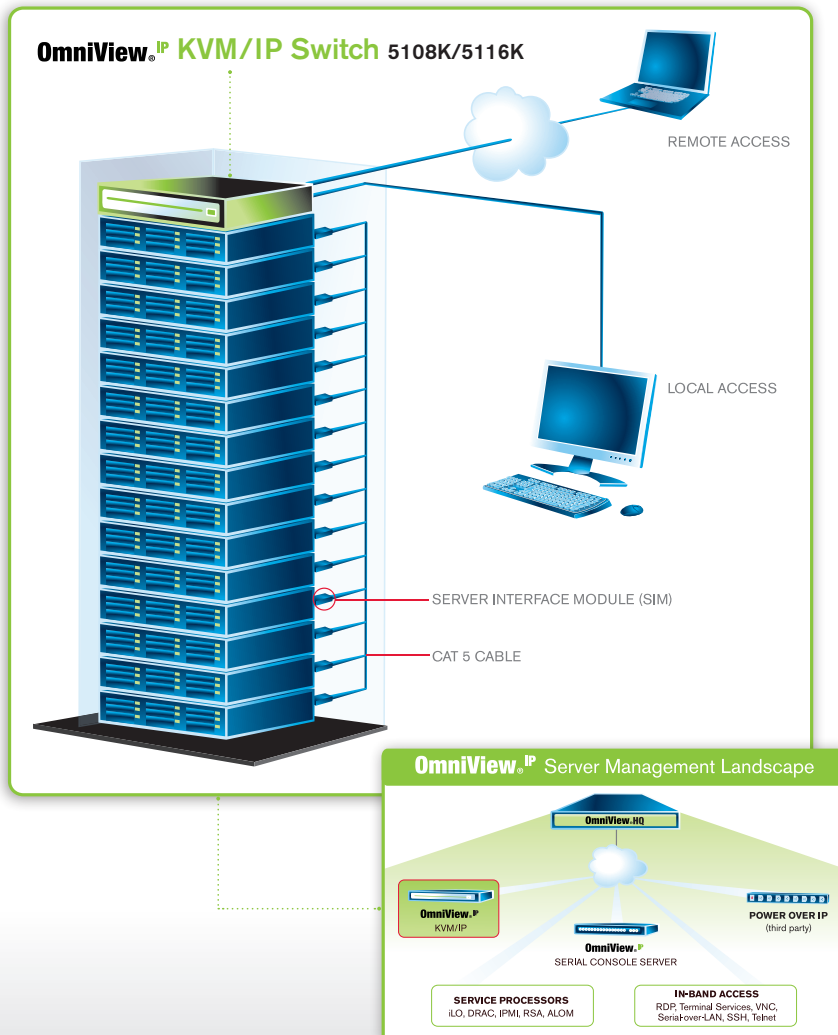 OmniView® IP KVM/IP Switch 5108K/5116K
REMOTE ACCESS
LOCAL ACCESS
SERVER INTERFACE MODULE (SIM)
CAT 5 CABLE
OmniView® IP Server Management Landscape
OmniView® HQ
OmniView® IP
KVM/IP
POWER OVER IP
(third party)
OmniView® IP
SERIAL CONSOLE SERVER
SERVICE PROCESSORS
iLO, DRAC, IPMI, RSA, ALOM
IN-BAND ACCESS
RDP, Terminal Services, VNC,
Serial-over-LAN, SSH, Telnet